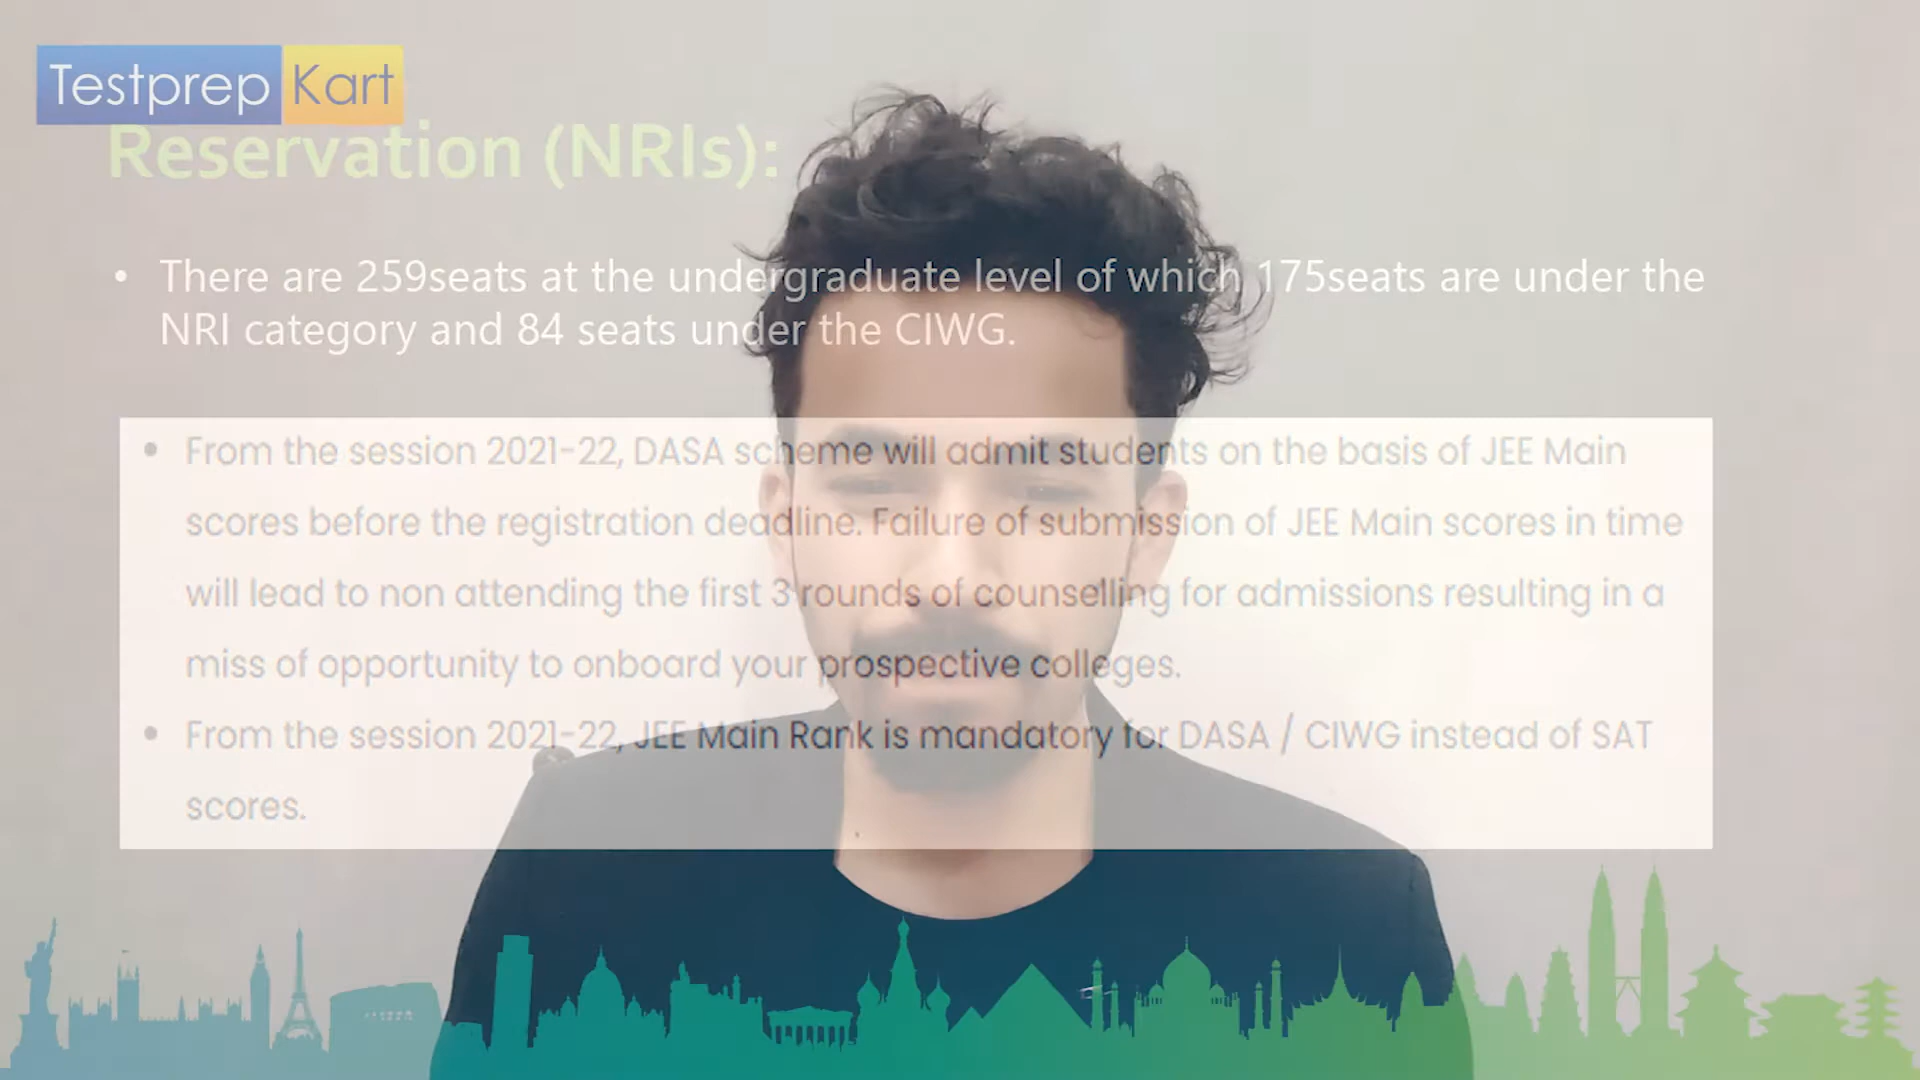 Testprep Kart
Reservation (NRIs):
• There are 259seats at the undergraduate level of which 175seats are under the
NRI category and 84 seats under the CIWG.
• From the session 2021-22, DASA scheme will admit students on the basis of JEE Main
scores before the registration deadline. Failure of submission of JEE Main scores in time
will lead to non attending the first 3 rounds of counselling for admissions resulting in a
miss of opportunity to onboard your prospective colleges.
• From the session 2021-22, JEE Main Rank is mandatory for DASA / CIWG instead of SAT
scores.